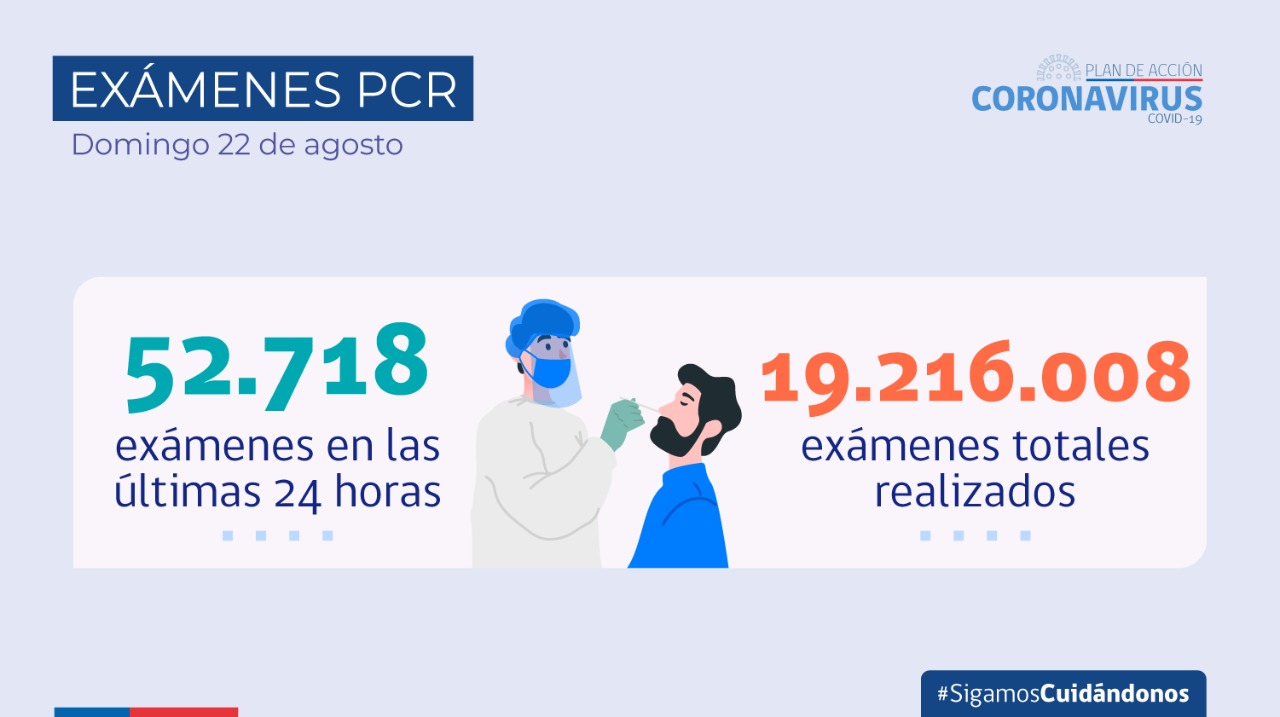 EXÁMENES PCR
Domingo 22 de agosto
PLAN DE ACCIÓN
CORONAVIRUS
COVID-19
52.718
exámenes en las
últimas 24 horas
19.216.008
exámenes totales
realizados
#SigamosCuidándonos